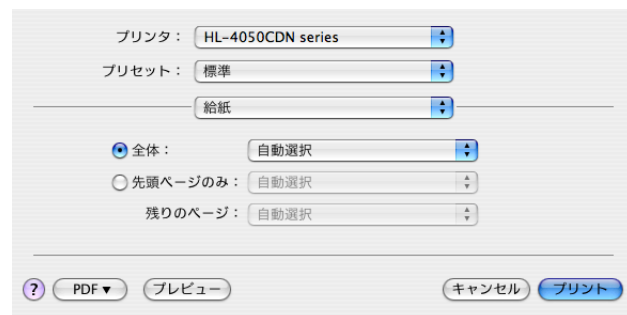 プリンタ： HL-4050CDN series
プリセット： 標準
給紙
全体： 自動選択
先頭ページのみ： 自動選択
残りのページ： 自動選択
? PDF▼ プレビュー キャンセル プリント